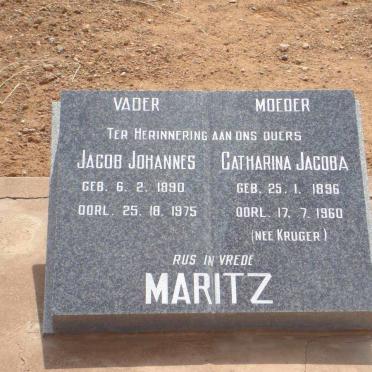 VADER MOEDER
TER HERINNERING AAN ONS OUERS
JACOB JOHANNES CATHARINA JACOBA
GEB. 6. 2. 1890 GEB. 25. 1. 1896
OORL. 25. 10. 1975 OORL. 17. 7. 1960
(NEE KRUGER)
RUS IN VREDE
MARITZ